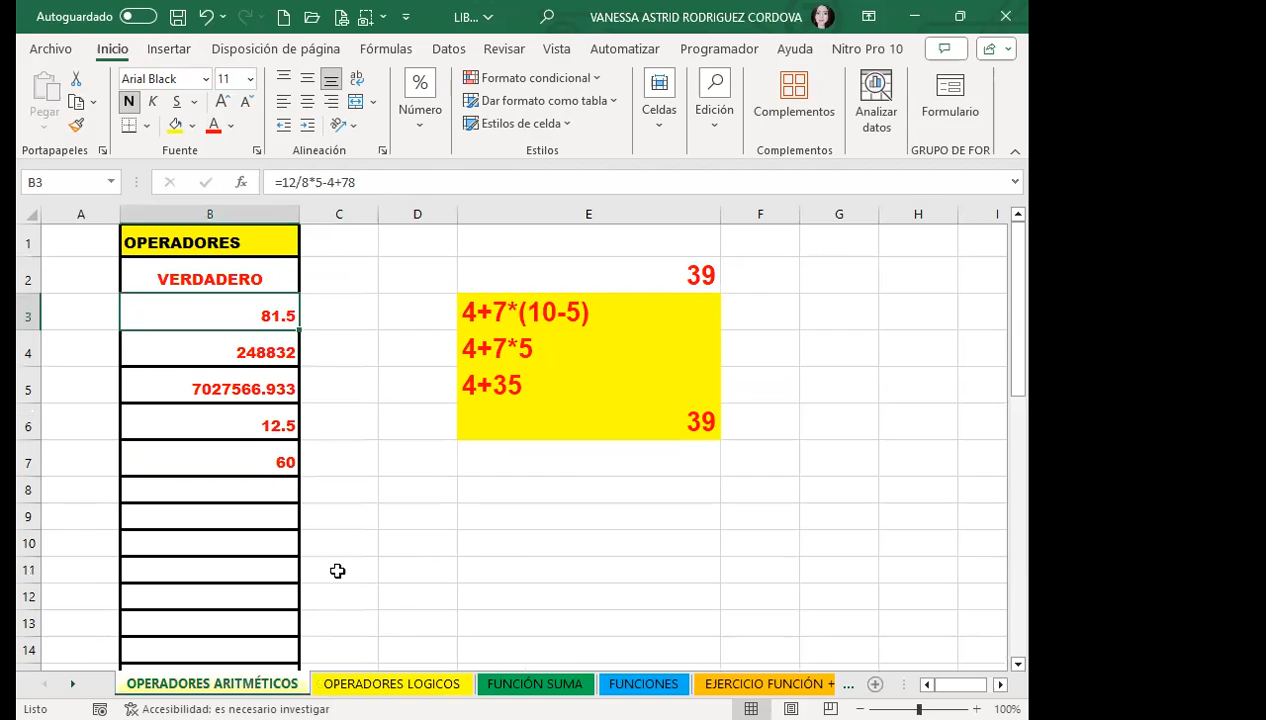 Autoguardado
LIB...
VANESSA ASTRID RODRIGUEZ CORDOVA
Archivo Inicio Insertar Disposición de página Fórmulas Datos Revisar Vista Automatizar Programador Ayuda Nitro Pro 10
Pegar
Portapapeles
Arial Black 11
N K S
Fuente
Alineación
%
Número
Formato condicional
Dar formato como tabla
Estilos de celda
Estilos
Celdas
Edición
Complementos
Complementos
Analizar
datos
Formulario
GRUPO DE FOR
B3
fx
=12/8*5-4+78
A B C D E F G H I
1 OPERADORES
2 VERDADERO 39
3 81.5 4+7*(10-5)
4 248832 4+7*5
5 7027566.933 4+35
6 12.5 39
7 60
8
9
10
11
12
13
14
OPERADORES ARITMÉTICOS OPERADORES LOGICOS FUNCIÓN SUMA FUNCIONES EJERCICIO FUNCIÓN + ...
Listo Accesibilidad: es necesario investigar 100%